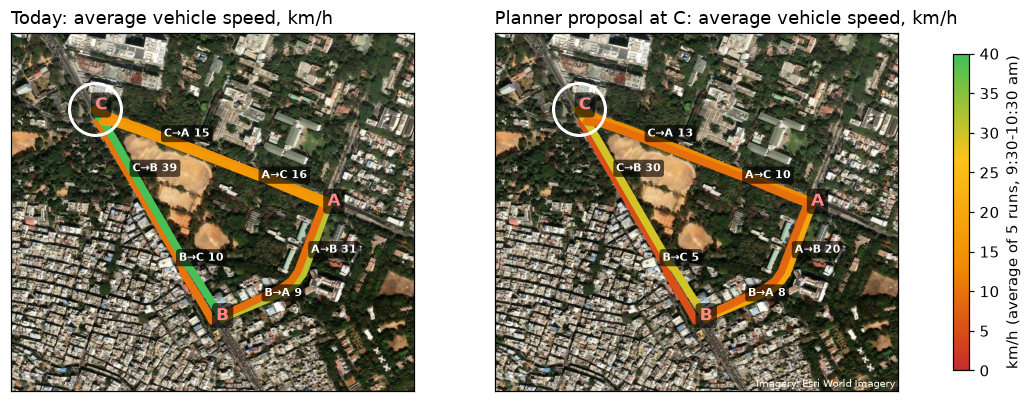 Today: average vehicle speed, km/h
C
C→A 15
C→B 39
A→C 16
A
A→B 31
B→C 10
B→A 9
B
Planner proposal at C: average vehicle speed, km/h
C
C→A 13
C→B 30
A→C 10
A
A→B 20
B→C 5
B→A 8
B
Imagery: Esri World Imagery
40
35
30
25
20
15
10
5
0
km/h (average of 5 runs, 9:30-10:30 am)